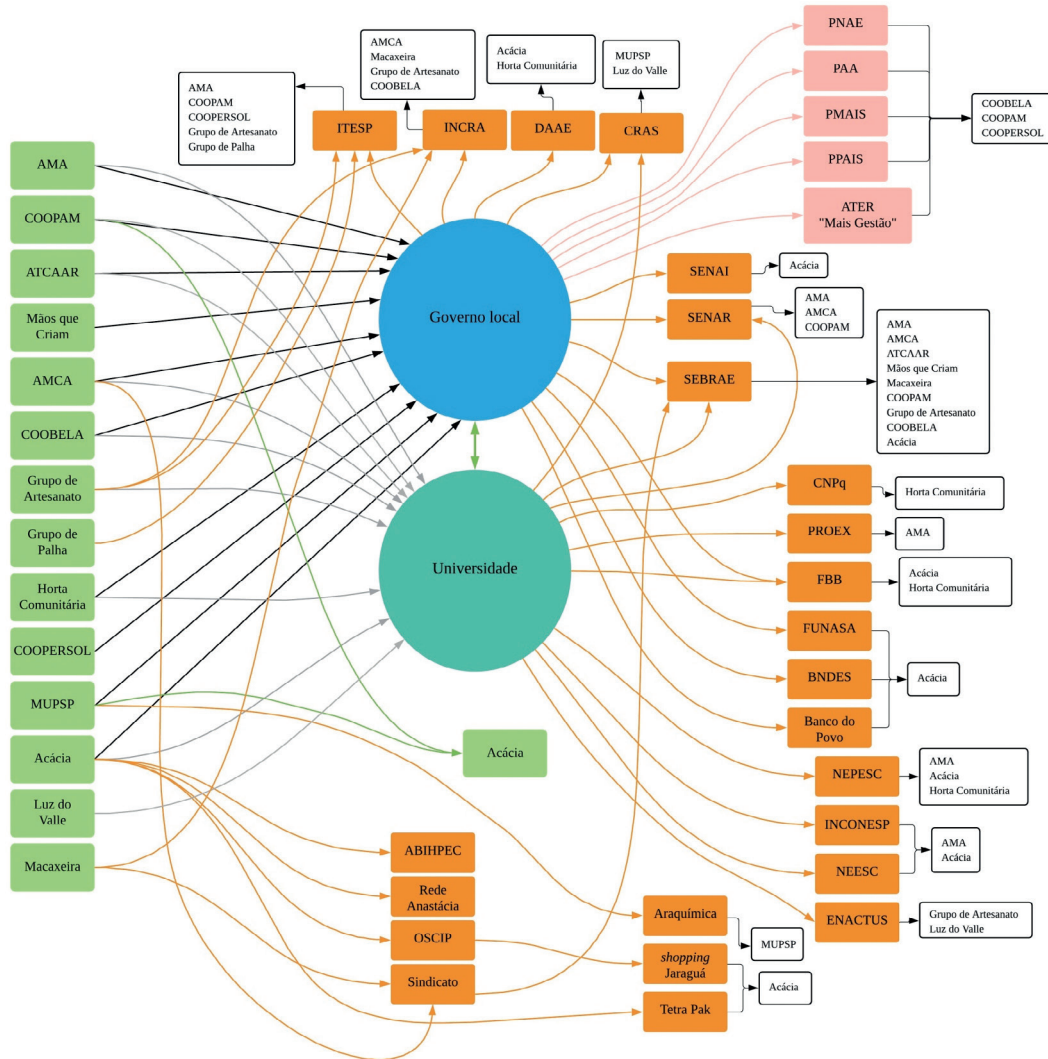 AMA
COOPAM
ATCAAR
Mãos que
Criam
AMCA
COOBELA
Grupo de
Artesanato
Grupo de
Palha
Horta
Comunitária
COOPERSOL
MUPSP
Acácia
Luz do
Valle
Macaxeira
AMA
COOPAM
COOPERSOL
Grupo de Artesanato
Grupo de Palha
AMCA
Macaxeira
Grupo de Artesanato
COOBELA
Acácia
Horta Comunitária
MUPSP
Luz do Valle
ITESP
INCRA
DAAE
CRAS
Governo local
Universidade
Acácia
ABIHPEC
Rede
Anastácia
OSCIP
Sindicato
PNAE
PAA
PMAIS
PPAIS
ATER
"Mais Gestão"
COOBELA
COOPAM
COOPERSOL
SENAI
Acácia
SENAR
AMA
AMCA
COOPAM
SEBRAE
AMA
AMCA
ATCAAR
Mãos que Criam
Macaxeira
COOPAM
Grupo de Artesanato
COOBELA
Acácia
CNPq
Horta Comunitária
PROEX
AMA
FBB
Acácia
Horta Comunitária
FUNASA
BNDES
Banco do
Povo
Acácia
NEPESC
AMA
Acácia
Horta Comunitária
INCONESP
NEESC
AMA
Acácia
ENACTUS
Grupo de Artesanato
Luz do Valle
Araquímica
MUPSP
shopping
Jaraguá
Tetra Pak
Acácia